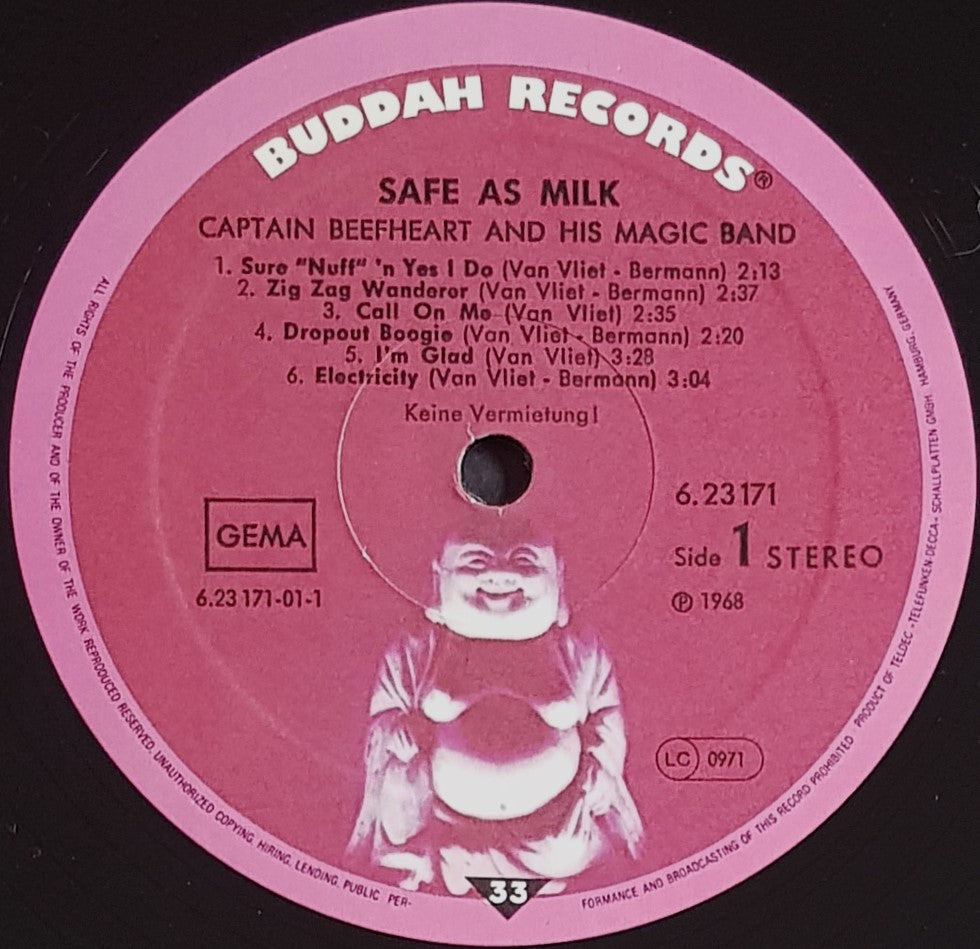 BUDDAH RECORDS®
SAFE AS MILK
CAPTAIN BEEFHEART AND HIS MAGIC BAND
1. Sure "Nuff" 'n Yes I Do (Van Vliet - Bermann) 2:13
2. Zig Zag Wanderer (Van Vliet - Bermann) 2:37
3. Call On Me (Van Vliet) 2:35
4. Dropout Boogie (Van Vliet - Bermann) 2:20
5. I'm Glad (Van Vliet) 3:28
6. Electricity (Van Vliet - Bermann) 3:04
Keine Vermietung!
GEMA
6.23 171-01-1
6.23171
Side 1 STEREO
℗ 1968
LC 0971
33
ALL RIGHTS OF THE PRODUCER AND OF THE OWNER OF THE WORK REPRODUCED RESERVED. UNAUTHORIZED COPYING, HIRING, LENDING, PUBLIC PER-
FORMANCE AND BROADCASTING OF THIS RECORD PROHIBITED · PRODUCT OF TELDEC »TELEFUNKEN-DECCA« SCHALLPLATTEN GMBH. HAMBURG, GERMANY